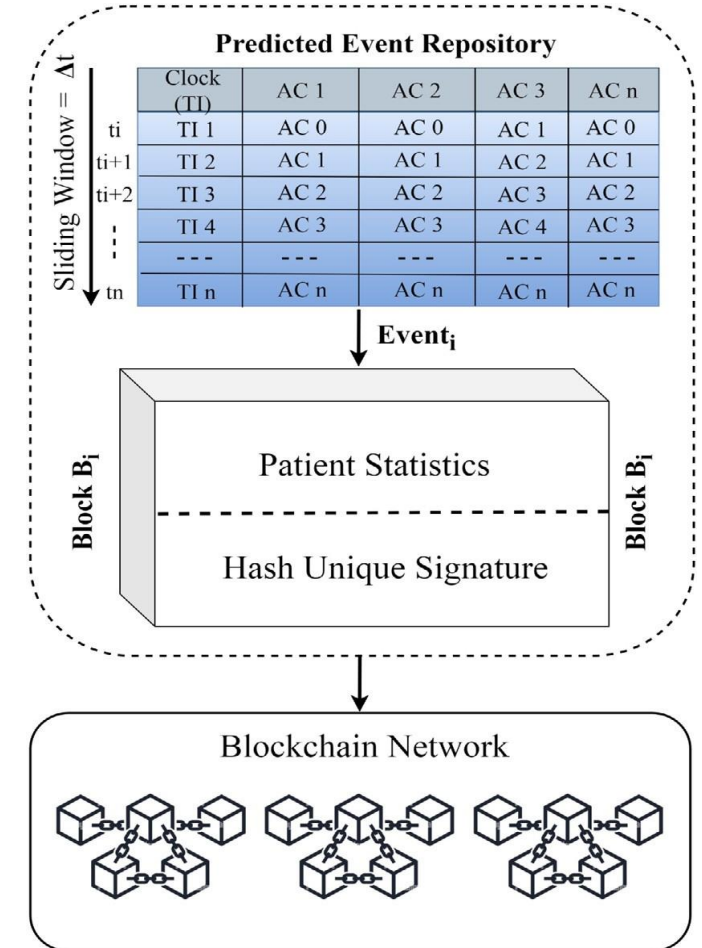 Predicted Event Repository
Sliding Window = Δt
Clock (TI) AC 1 AC 2 AC 3 AC n
ti TI 1 AC 0 AC 0 AC 1 AC 0
ti+1 TI 2 AC 1 AC 1 AC 2 AC 1
ti+2 TI 3 AC 2 AC 2 AC 3 AC 2
TI 4 AC 3 AC 3 AC 4 AC 3
--- --- --- --- ---
tn TI n AC n AC n AC n AC n
Eventi
Block Bi
Patient Statistics
Hash Unique Signature
Block Bi
Blockchain Network